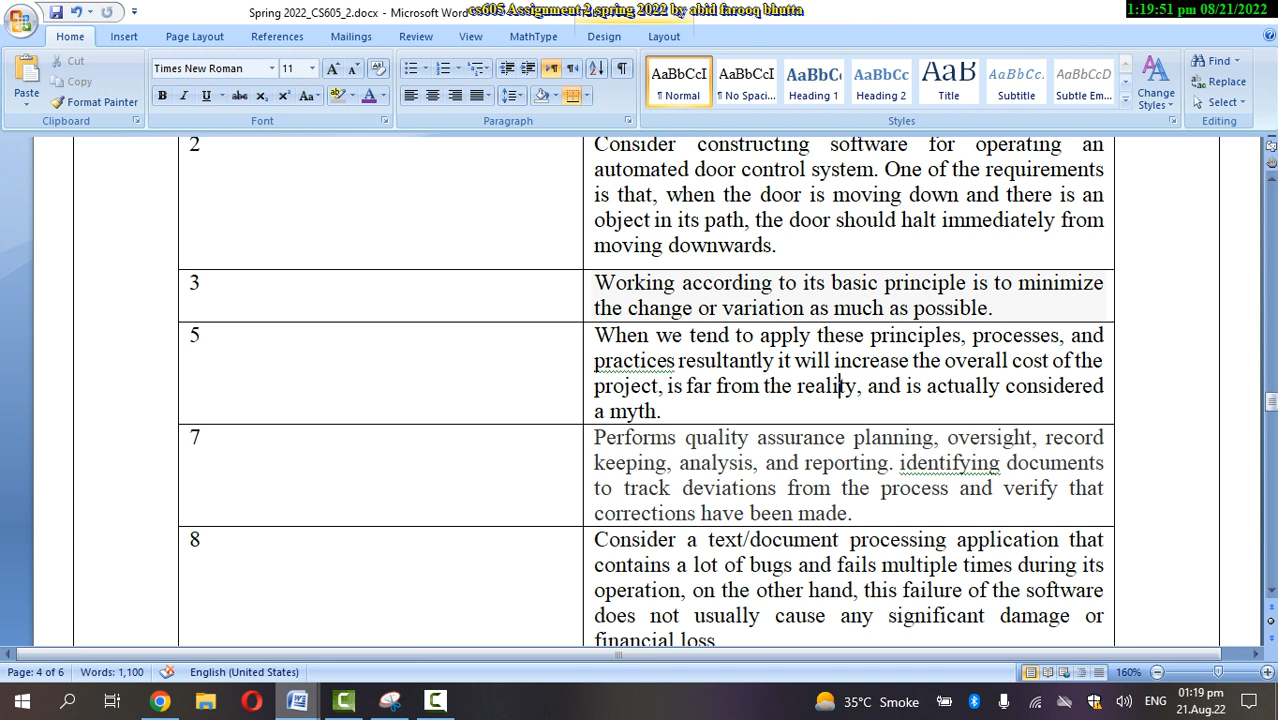 Spring 2022_CS605_2.docx - Microsoft Word
cs605 Assignment 2 spring 2022 by abid farooq bhutta
1:19:51 pm 08/21/2022
Home Insert Page Layout References Mailings Review View MathType Design Layout
Paste
Cut
Copy
Format Painter
Clipboard
Times New Roman 11
Font
Paragraph
AaBbCcI AaBbCcI AaBbC AaBbCc AaB AaBbCc. AaBbCcD
¶ Normal ¶ No Spaci... Heading 1 Heading 2 Title Subtitle Subtle Em...
Change
Styles
Styles
Find
Replace
Select
Editing
2
Consider constructing software for operating an
automated door control system. One of the requirements
is that, when the door is moving down and there is an
object in its path, the door should halt immediately from
moving downwards.
3
Working according to its basic principle is to minimize
the change or variation as much as possible.
5
When we tend to apply these principles, processes, and
practices resultantly it will increase the overall cost of the
project, is far from the reality, and is actually considered
a myth.
7
Performs quality assurance planning, oversight, record
keeping, analysis, and reporting. identifying documents
to track deviations from the process and verify that
corrections have been made.
8
Consider a text/document processing application that
contains a lot of bugs and fails multiple times during its
operation, on the other hand, this failure of the software
does not usually cause any significant damage or
financial loss
Page: 4 of 6 Words: 1,100 English (United States) 160%
35°C Smoke ENG 01:19 pm
21.Aug.22